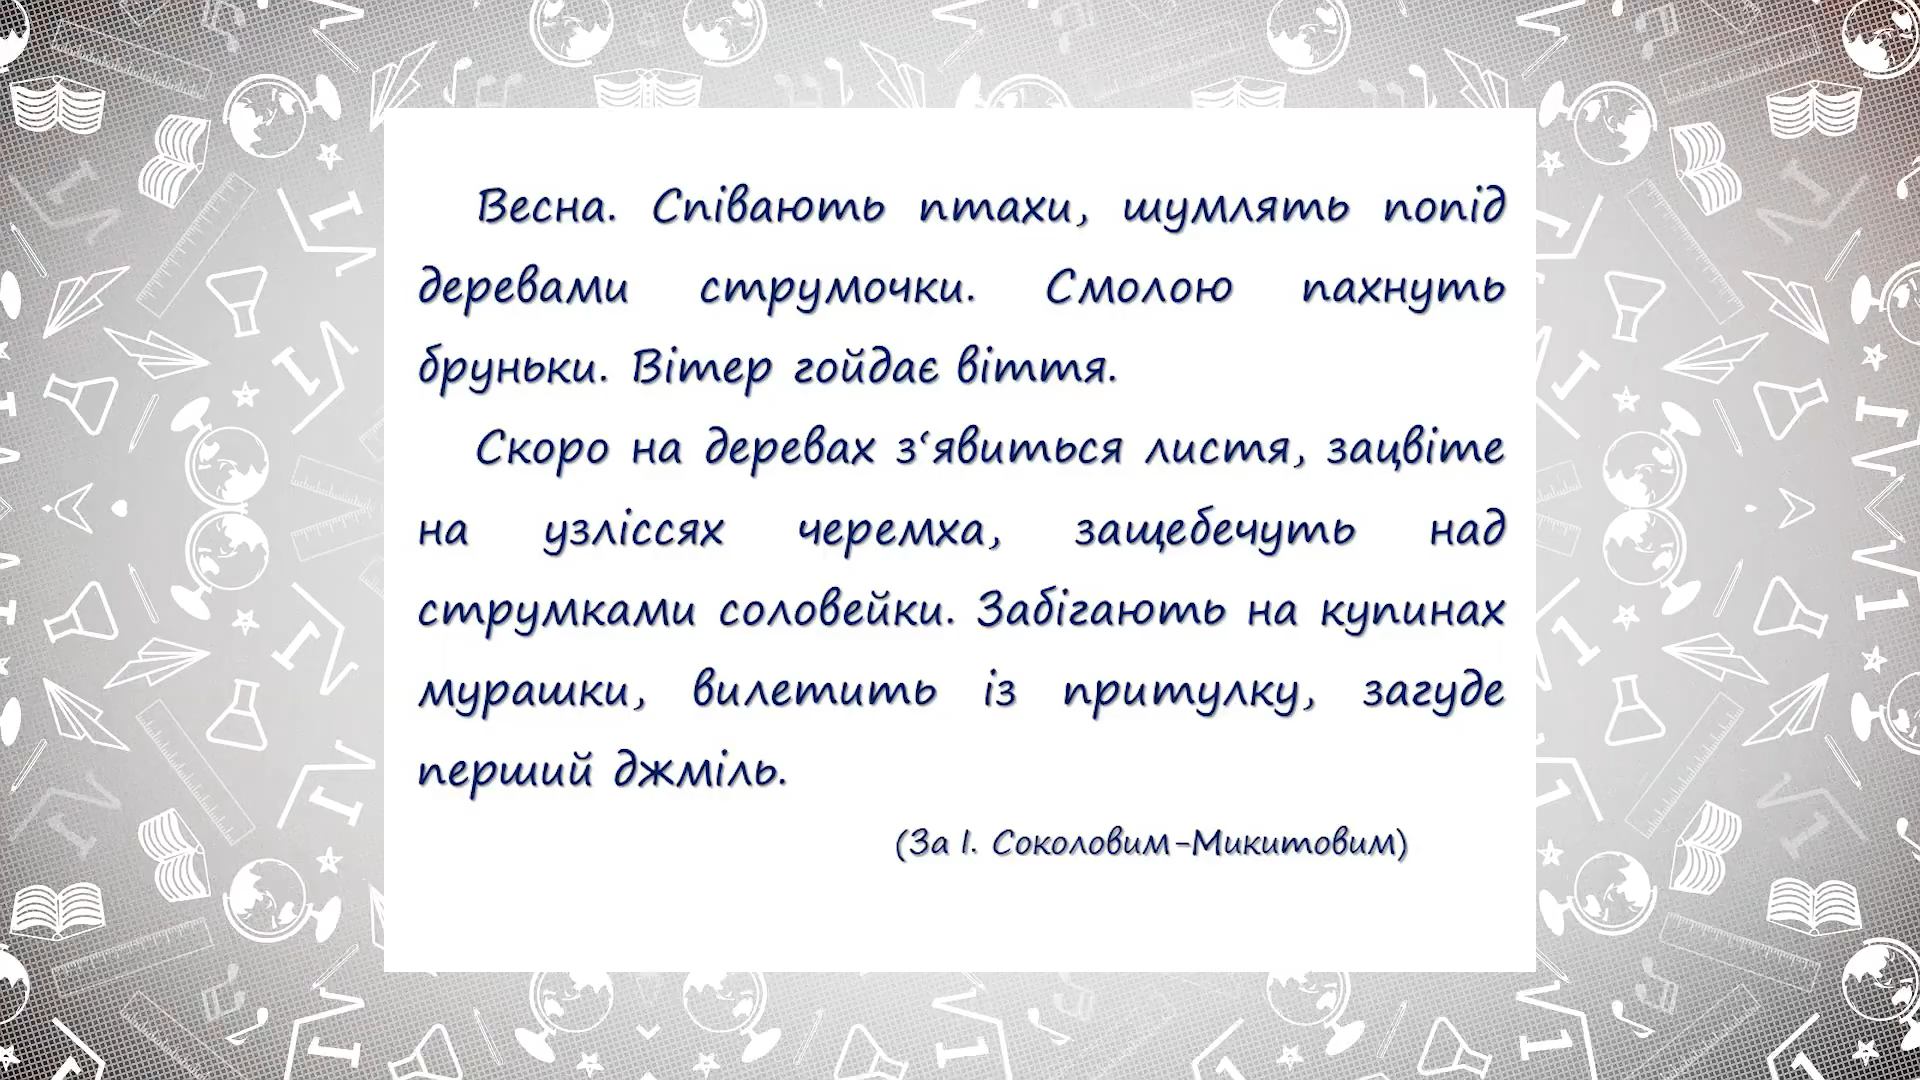 Весна. Співають птахи, шумлять попід
деревами струмочки. Смолою пахнуть
бруньки. Вітер гойдає віття.
Скоро на деревах з‘явиться листя, зацвіте
на узліссях черемха, защебечуть над
струмками соловейки. Забігають на купинах
мурашки, вилетить із притулку, загуде
перший джміль.
(За І. Соколовим-Микитовим)